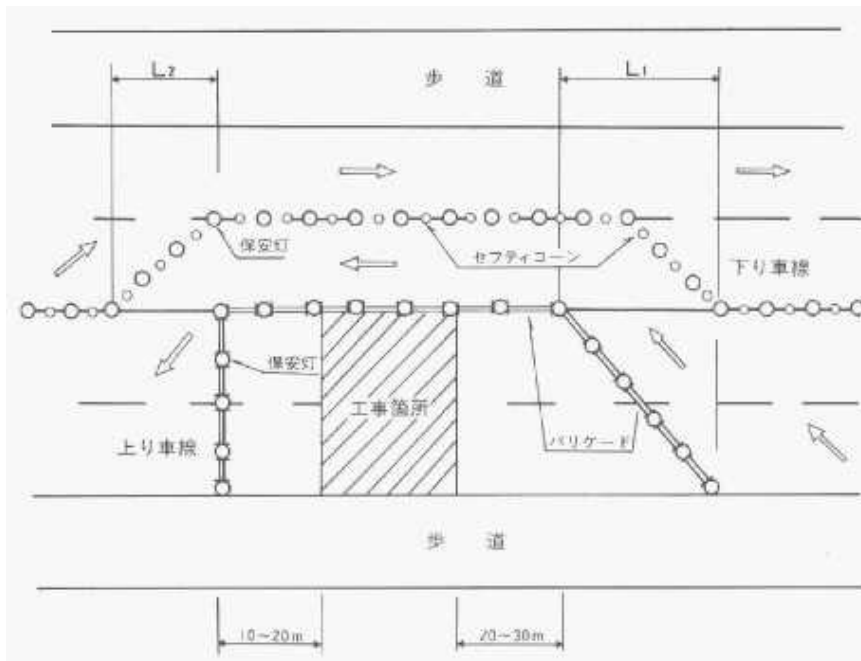 L2
L1
歩 道
保安灯
セフティコーン
下り車線
保安灯
工事箇所
上り車線
バリケード
歩 道
10~20m
20~30m